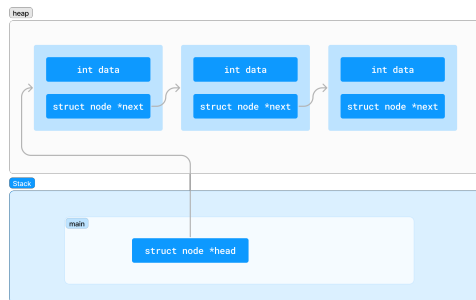 heap
int data
int data
int data
struct node *next
struct node *next
struct node *next
Stack
main
struct node *head